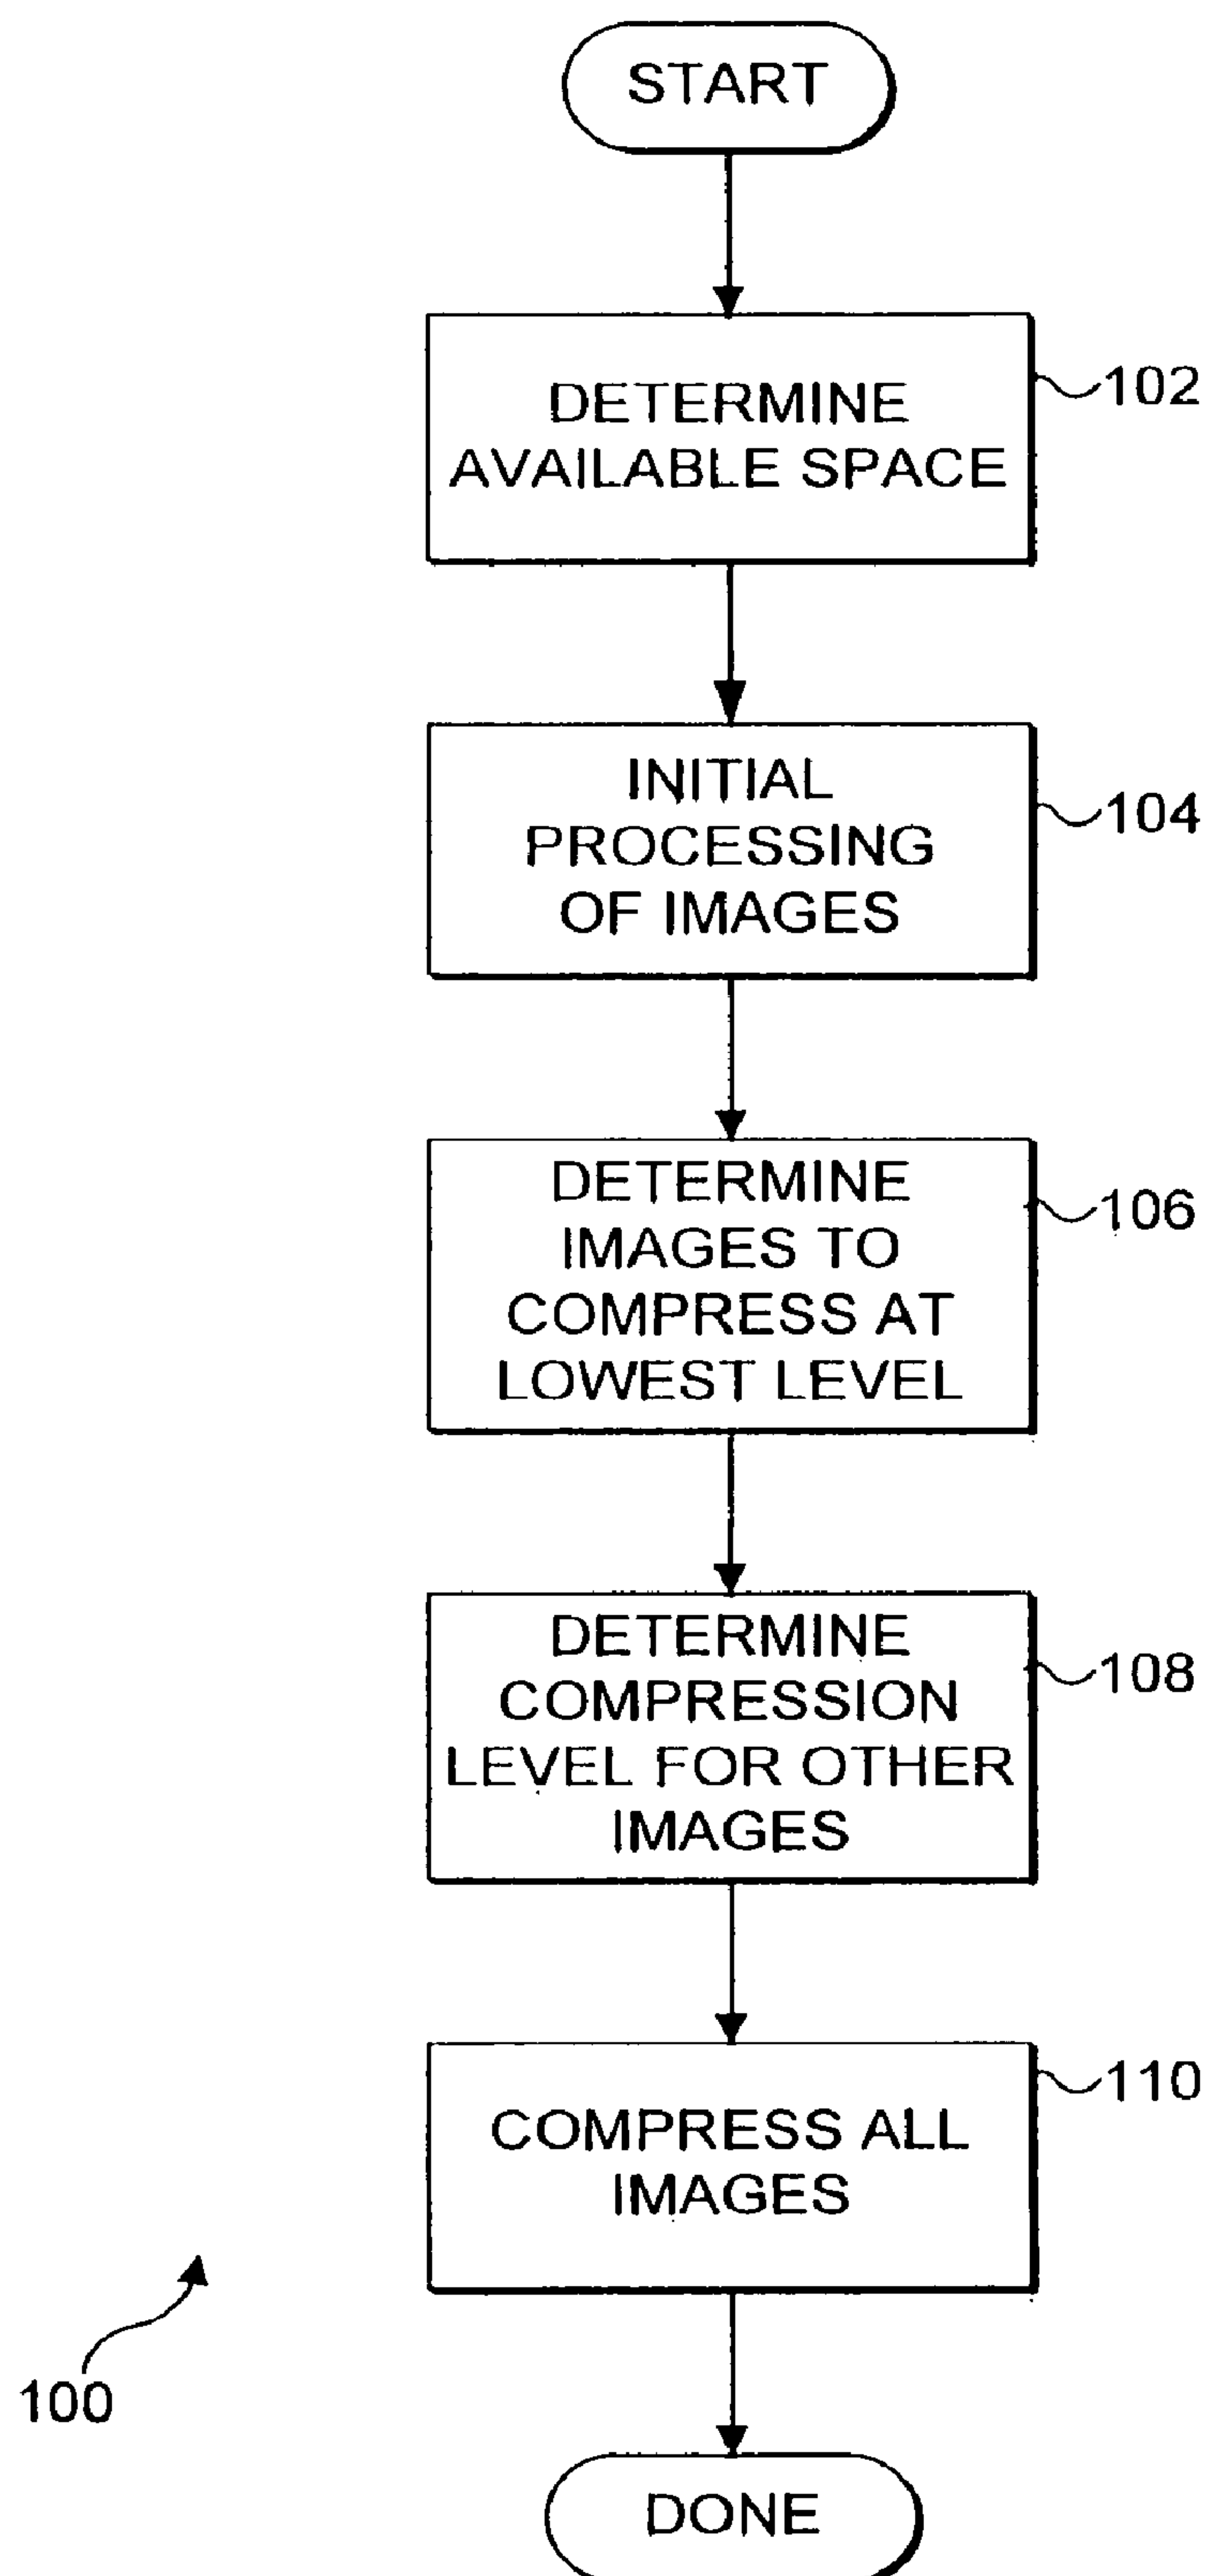 START
DETERMINE
AVAILABLE SPACE
102
INITIAL
PROCESSING
OF IMAGES
104
DETERMINE
IMAGES TO
COMPRESS AT
LOWEST LEVEL
106
DETERMINE
COMPRESSION
LEVEL FOR OTHER
IMAGES
108
COMPRESS ALL
IMAGES
110
100
DONE